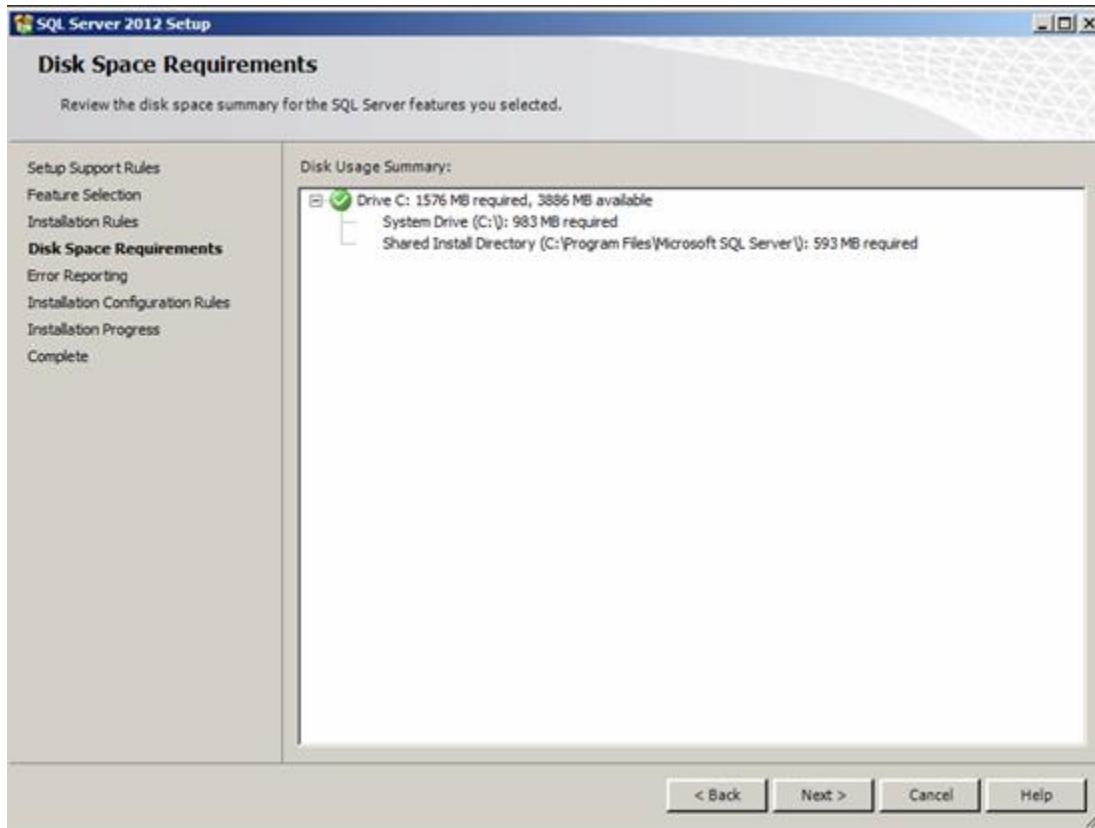 SQL Server 2012 Setup
Disk Space Requirements
Review the disk space summary for the SQL Server features you selected.
Setup Support Rules
Feature Selection
Installation Rules
Disk Space Requirements
Error Reporting
Installation Configuration Rules
Installation Progress
Complete
Disk Usage Summary:
Drive C: 1576 MB required, 3886 MB available
System Drive (C:\): 983 MB required
Shared Install Directory (C:\Program Files\Microsoft SQL Server\): 593 MB required
< Back Next > Cancel Help